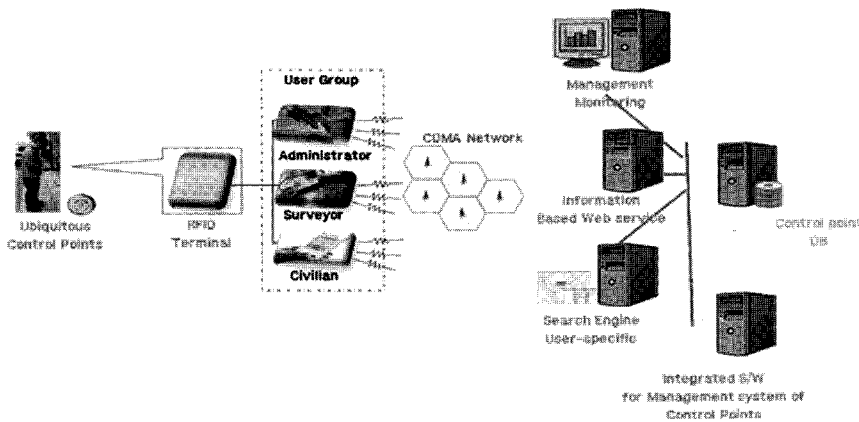 User Group
Administrator
Surveyor
Civilian
Ubiquitous
Control Points
RFID
Terminal
CDMA Network
Management
Monitoring
Information
Based Web service
Search Engine
User-specific
Control point
DB
Integrated S/W
for Management system of
Control Points